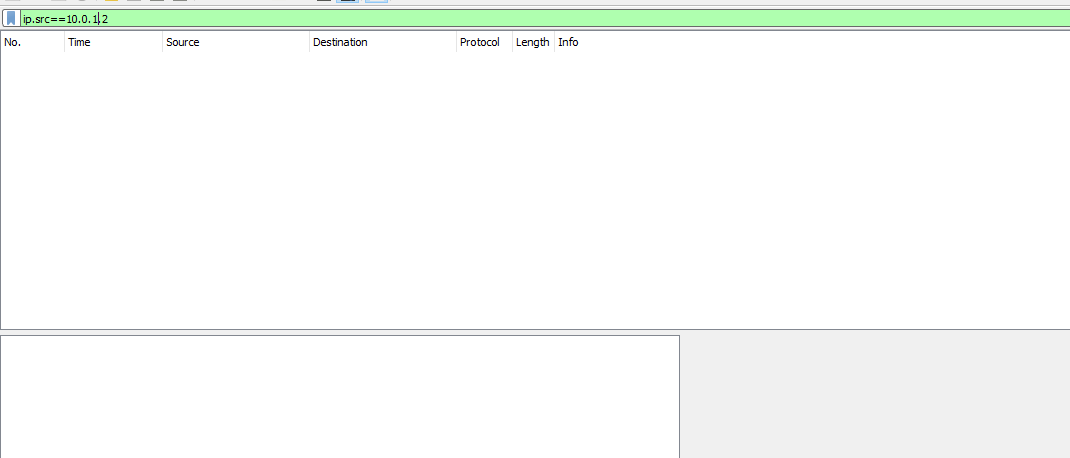 ip.src==10.0.1.2
No. Time Source Destination Protocol Length Info